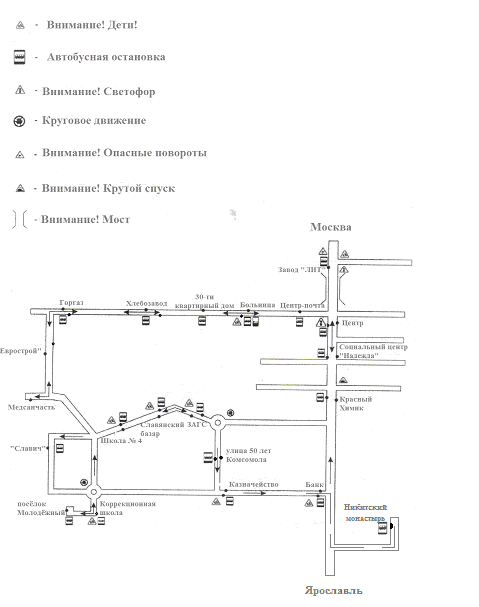 - Внимание! Дети!
- Автобусная остановка
- Внимание! Светофор
- Круговое движение
- Внимание! Опасные повороты
- Внимание! Крутой спуск
- Внимание! Мост
Москва
Завод "ЛИТ"
Горгаз
Хлебозавод
30-ти
квартирный дом
Больница
Центр-почта
Центр
Еврострой"
Социальный центр
"Надежда"
Медсанчасть
Красный
Химик
Славянский ЗАГС
базар
Школа № 4
"Славич"
улица 50 лет
Комсомола
Казначейство
Банк
посёлок
Молодёжный
Коррекционная
школа
Никитский
монастырь
Ярославль